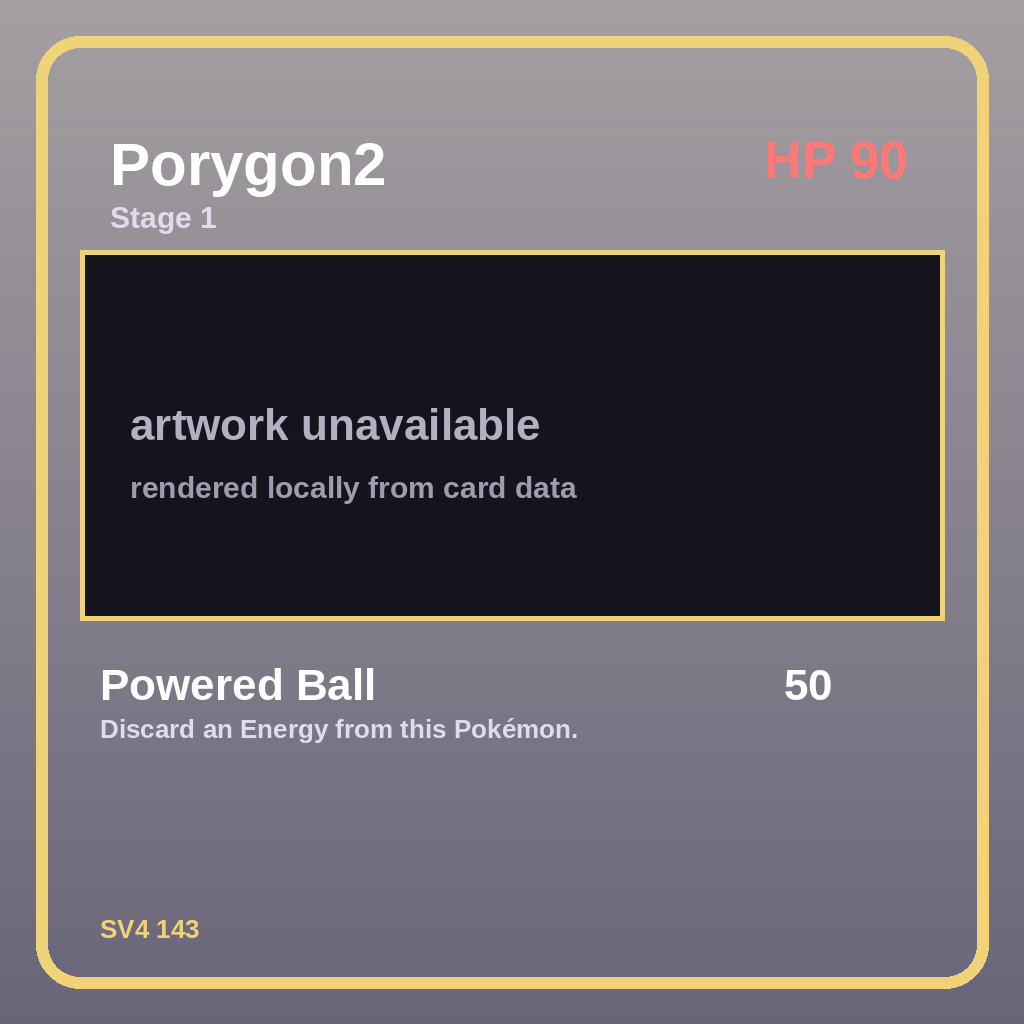 Porygon2
HP 90
Stage 1
artwork unavailable
rendered locally from card data
Powered Ball
50
Discard an Energy from this Pokémon.
SV4 143